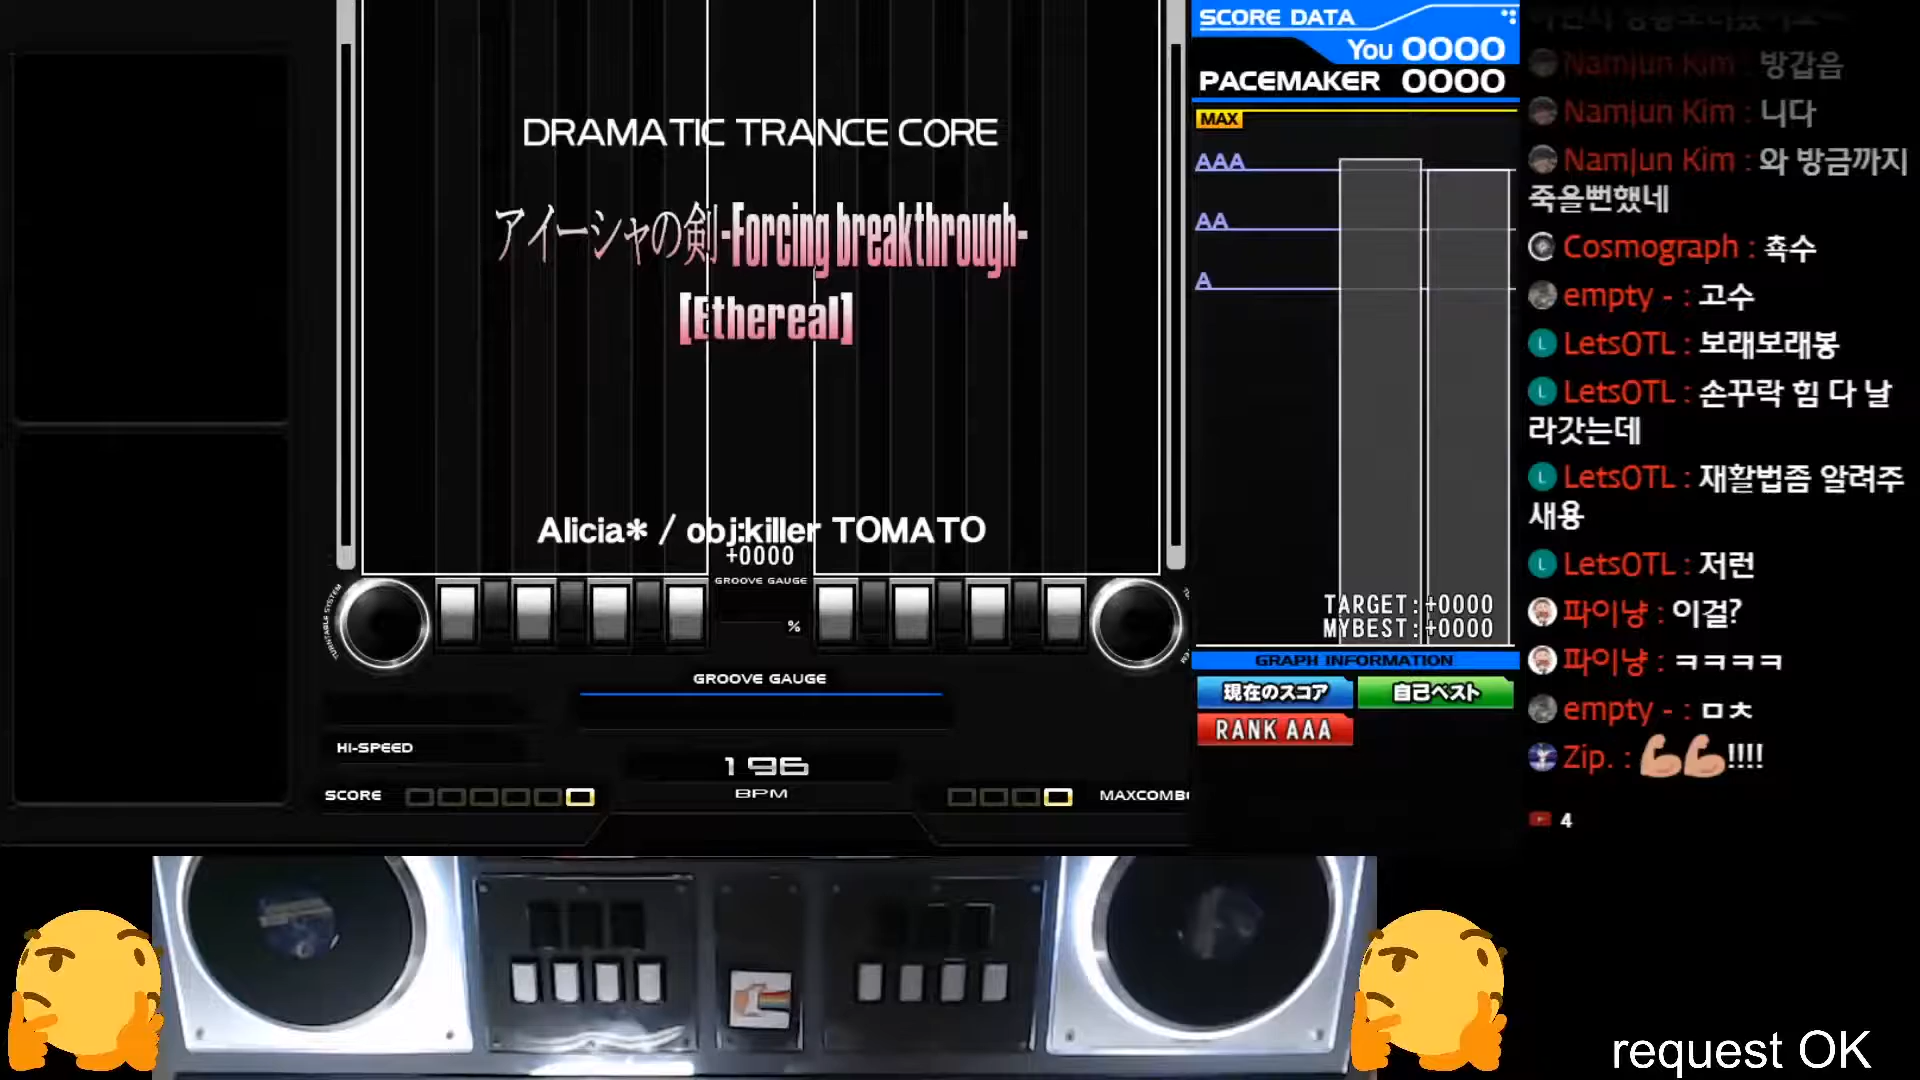 DRAMATIC TRANCE CORE
アイーシャの剣-Forcing breakthrough-
[Ethereal]
Alicia* / obj:killer TOMATO
+0000
GROOVE GAUGE
%
TURNTABLE SYSTEM
GROOVE GAUGE
HI-SPEED
196
BPM
SCORE
MAXCOMB
SCORE DATA
You 0000
PACEMAKER 0000
MAX
AAA
AA
A
TARGET:+0000
MYBEST:+0000
GRAPH INFORMATION
現在のスコア
自己ベスト
RANK AAA
Namjun Kim : 방갑음
Namjun Kim : 니다
Namjun Kim : 와 방금까지
죽을뻔했네
Cosmograph : 쵹수
empty - : 고수
LetsOTL : 보래보래봉
LetsOTL : 손꾸락 힘 다 날
라갓는데
LetsOTL : 재활법좀 알려주
새용
LetsOTL : 저런
파이냥 : 이걸?
파이냥 : ㅋㅋㅋㅋ
empty - : ㅁㅊ
Zip. : 💪💪!!!!
4
request OK